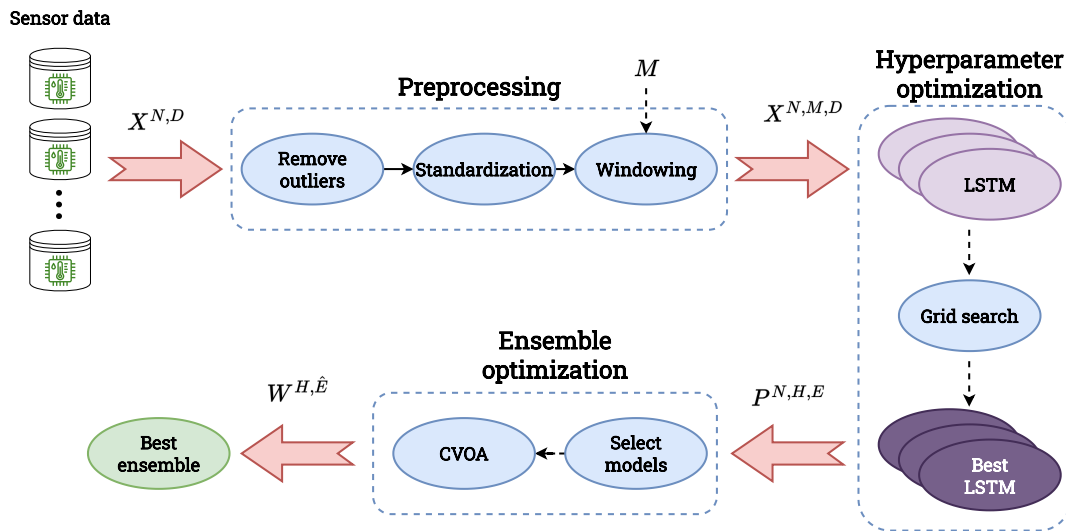 Sensor data
Preprocessing
Hyperparameter
optimization
M
X^{N,D}
X^{N,M,D}
Remove
outliers
Standardization
Windowing
LSTM
Grid search
Ensemble
optimization
W^{H,Ê}
P^{N,H,E}
Best
ensemble
CVOA
Select
models
Best
LSTM